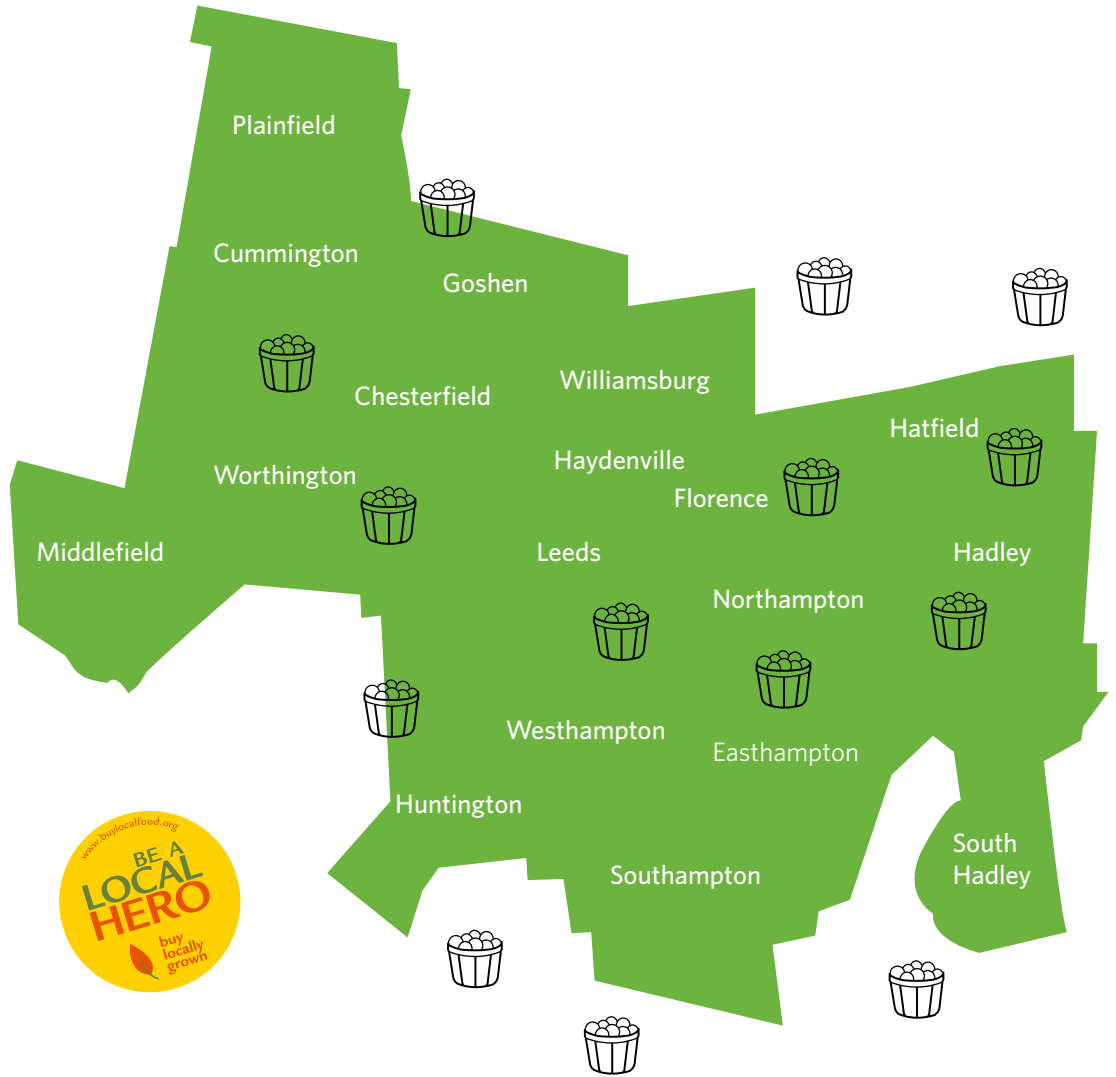 Plainfield
Cummington
Goshen
Williamsburg
Chesterfield
Hatfield
Haydenville
Worthington
Florence
Middlefield
Leeds
Hadley
Northampton
Westhampton
Easthampton
Huntington
South
Hadley
Southampton
www.buylocalfood.org
BE A
LOCAL
HERO
buy
locally
grown